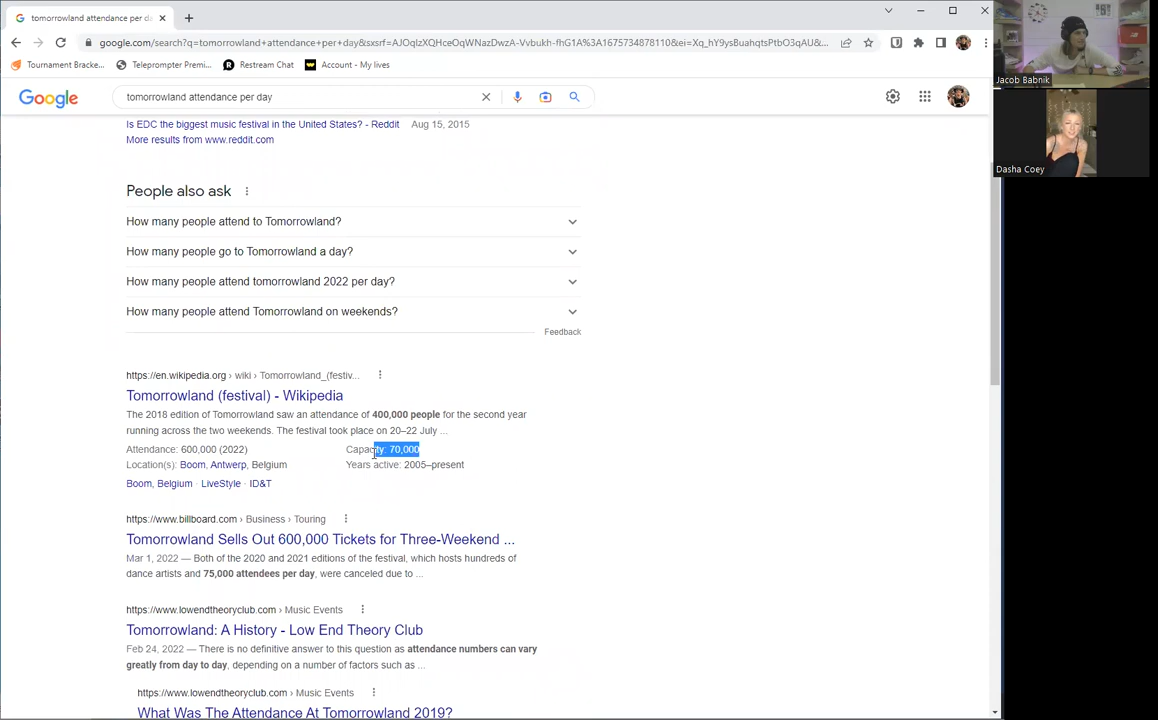 tomorrowland attendance per da
google.com/search?q=tomorrowland+attendance+per+day&sxsrf=AJOqlzXQHceOqWNazDwzA-Vvbukh-fhG1A%3A1675734878110&ei=Xq_hY9ysBuahqtsPtbO3qAU&...
Tournament Bracke...
Teleprompter Premi...
Restream Chat
Account - My lives
Jacob Babnik
Google
tomorrowland attendance per day
Is EDC the biggest music festival in the United States? - Reddit Aug 15, 2015
More results from www.reddit.com
Dasha Coey
People also ask
How many people attend to Tomorrowland?
How many people go to Tomorrowland a day?
How many people attend tomorrowland 2022 per day?
How many people attend Tomorrowland on weekends?
Feedback
https://en.wikipedia.org › wiki › Tomorrowland_(festiv...
Tomorrowland (festival) - Wikipedia
The 2018 edition of Tomorrowland saw an attendance of 400,000 people for the second year
running across the two weekends. The festival took place on 20–22 July ...
Attendance: 600,000 (2022) Capacity: 70,000
Location(s): Boom, Antwerp, Belgium Years active: 2005–present
Boom, Belgium · LiveStyle · ID&T
https://www.billboard.com › Business › Touring
Tomorrowland Sells Out 600,000 Tickets for Three-Weekend ...
Mar 1, 2022 — Both of the 2020 and 2021 editions of the festival, which hosts hundreds of
dance artists and 75,000 attendees per day, were canceled due to ...
https://www.lowendtheoryclub.com › Music Events
Tomorrowland: A History - Low End Theory Club
Feb 24, 2022 — There is no definitive answer to this question as attendance numbers can vary
greatly from day to day, depending on a number of factors such as ...
https://www.lowendtheoryclub.com › Music Events
What Was The Attendance At Tomorrowland 2019?